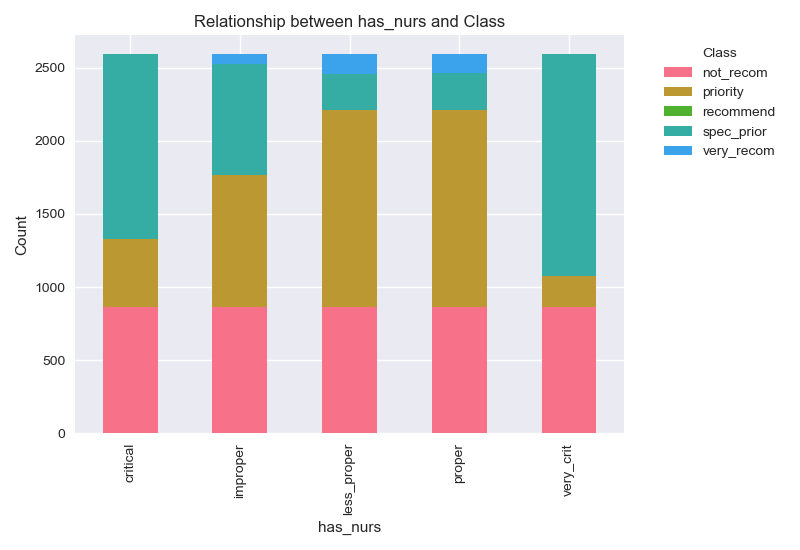 Relationship between has_nurs and Class
Class
not_recom
priority
recommend
spec_prior
very_recom
Count
2500
2000
1500
1000
500
0
critical
improper
less_proper
proper
very_crit
has_nurs